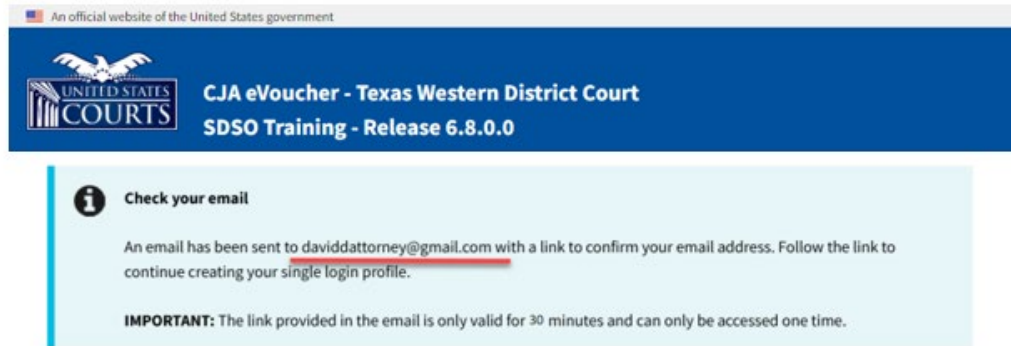 An official website of the United States government
UNITED STATES
COURTS
CJA eVoucher - Texas Western District Court
SDSO Training - Release 6.8.0.0
Check your email
An email has been sent to daviddattorney@gmail.com with a link to confirm your email address. Follow the link to
continue creating your single login profile.
IMPORTANT: The link provided in the email is only valid for 30 minutes and can only be accessed one time.